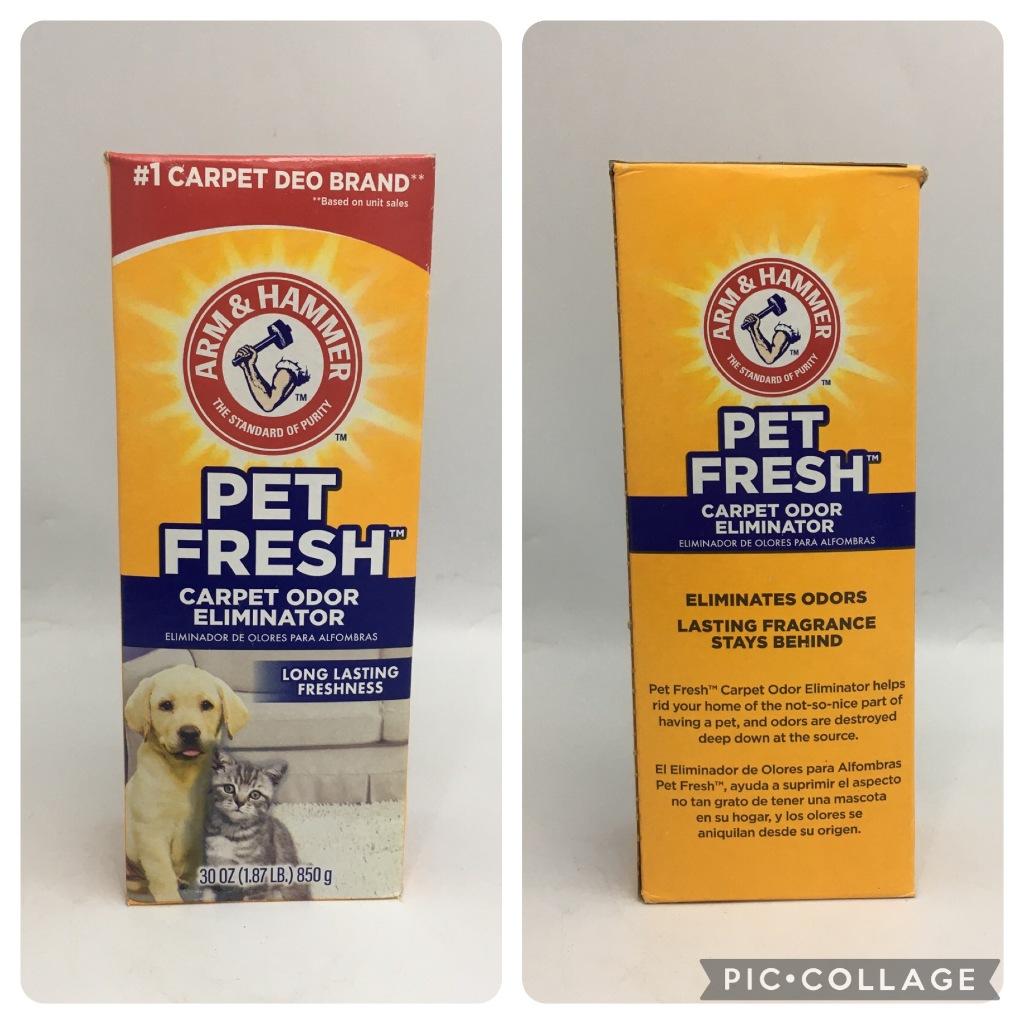 #1 CARPET DEO BRAND**
**Based on unit sales
ARM & HAMMER
THE STANDARD OF PURITY
TM
TM
PET
FRESH™
CARPET ODOR
ELIMINATOR
ELIMINADOR DE OLORES PARA ALFOMBRAS
LONG LASTING
FRESHNESS
30 OZ (1.87 LB.) 850 g
ARM & HAMMER
THE STANDARD OF PURITY
TM
TM
PET
FRESH™
CARPET ODOR
ELIMINATOR
ELIMINADOR DE OLORES PARA ALFOMBRAS
ELIMINATES ODORS
LASTING FRAGRANCE
STAYS BEHIND
Pet Fresh™ Carpet Odor Eliminator helps
rid your home of the not-so-nice part of
having a pet, and odors are destroyed
deep down at the source.
El Eliminador de Olores para Alfombras
Pet Fresh™, ayuda a suprimir el aspecto
no tan grato de tener una mascota
en su hogar, y los olores se
aniquilan desde su origen.
PIC•COLLAGE